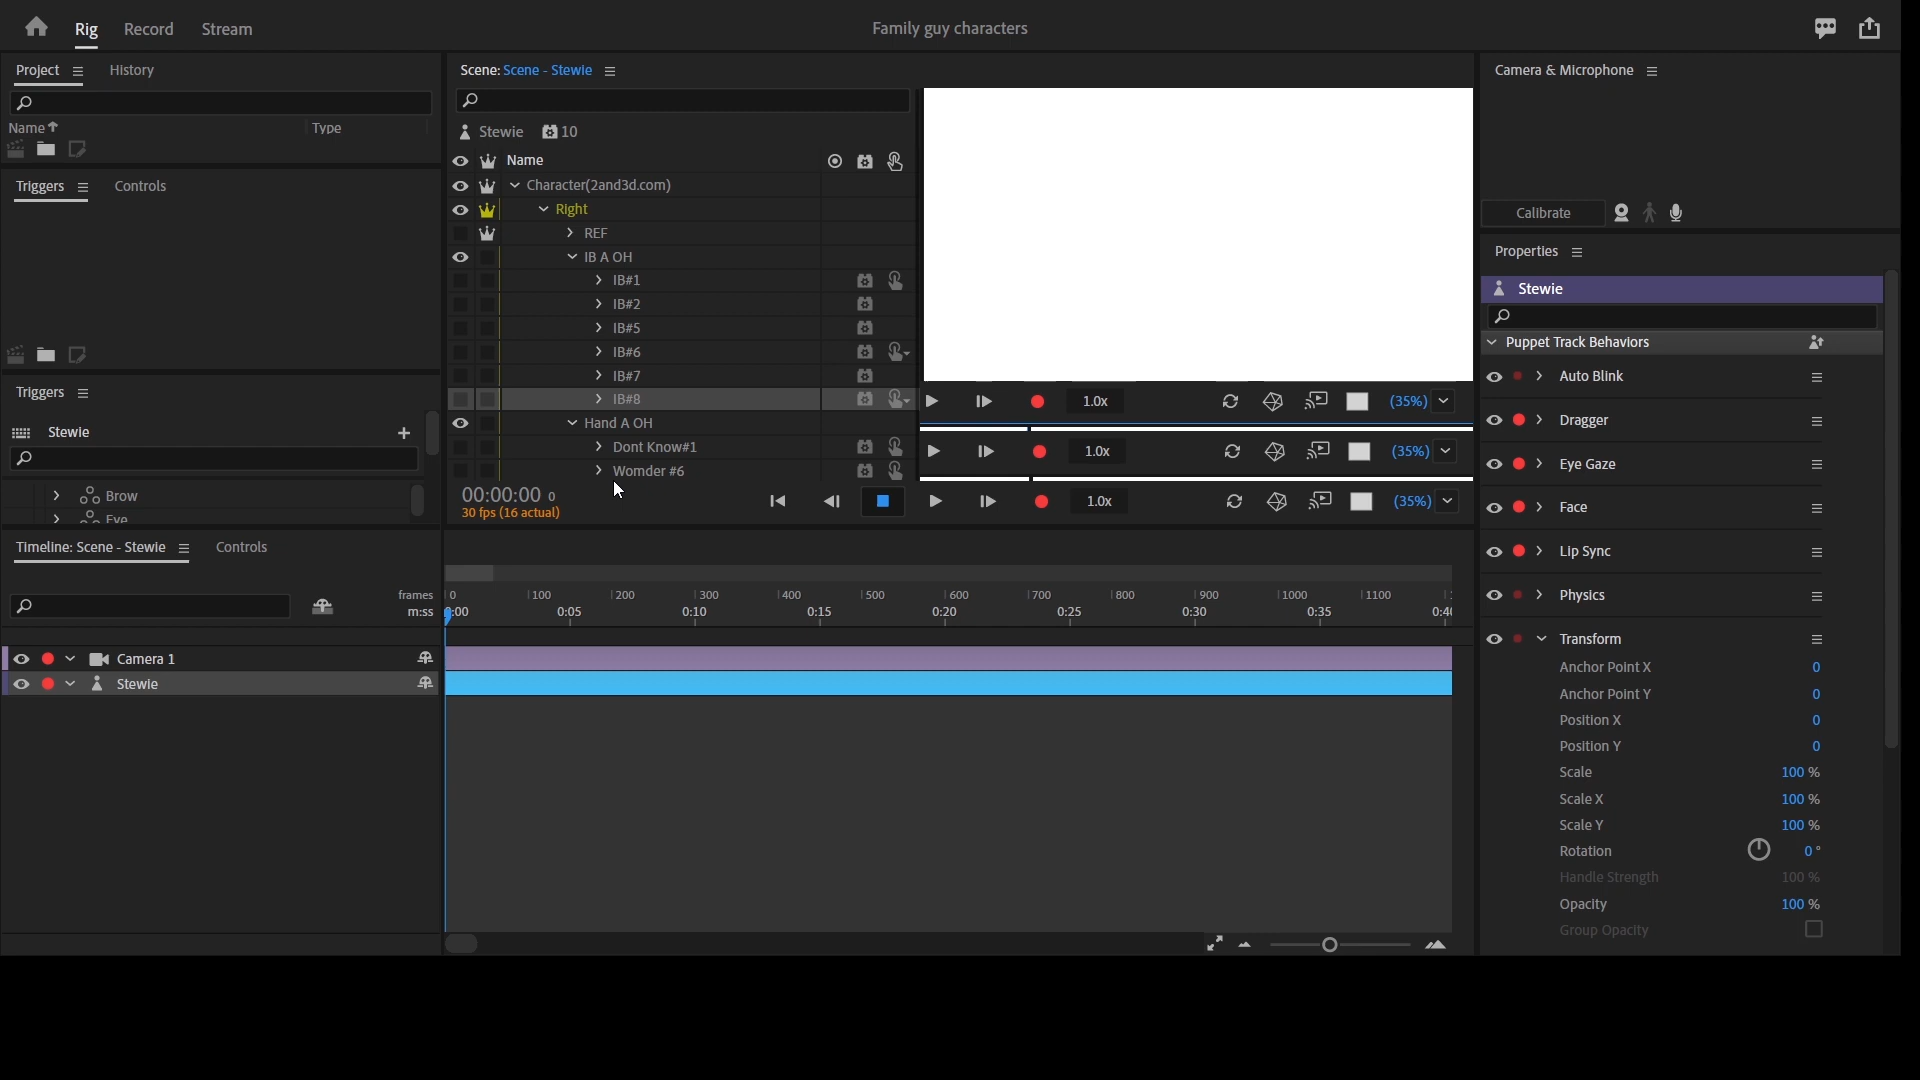 Rig Record Stream Family guy characters
Project History
Name Type
Triggers Controls
Triggers
Stewie
Brow
Eye
Scene: Scene - Stewie
Stewie 10
Name
Character(2and3d.com)
Right
REF
IB A OH
IB#1
IB#2
IB#5
IB#6
IB#7
IB#8
Hand A OH
Dont Know#1
Womder #6
00:00:00 0
30 fps (16 actual)
1.0x (35%)
1.0x (35%)
1.0x (35%)
Camera & Microphone
Calibrate
Properties
Stewie
Puppet Track Behaviors
Auto Blink
Dragger
Eye Gaze
Face
Lip Sync
Physics
Transform
Anchor Point X 0
Anchor Point Y 0
Position X 0
Position Y 0
Scale 100 %
Scale X 100 %
Scale Y 100 %
Rotation 0 °
Handle Strength 100 %
Opacity 100 %
Group Opacity
Timeline: Scene - Stewie Controls
frames 0 100 200 300 400 500 600 700 800 900 1000 1100
m:ss 0:05 0:10 0:15 0:20 0:25 0:30 0:35
Camera 1
Stewie